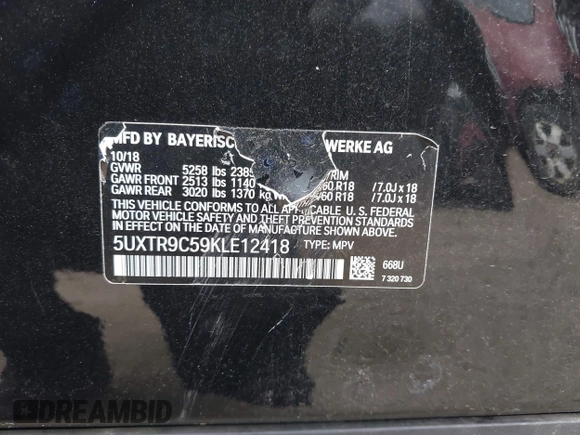 MFD BY BAYERISC WERKE AG
10/18
GVWR 5258 lbs 2385 /RIM
GAWR FRONT 2513 lbs 1140 60 R18 /7.0J x 18
GAWR REAR 3020 lbs 1370 kg W /60 R18 /7.0J x 18
THIS VEHICLE CONFORMS TO ALL APPLICABLE U. S. FEDERAL
MOTOR VEHICLE SAFETY, BUMPER, AND THEFT PREVENTION STANDARDS
IN EFFECT ON THE DATE OF MANUFACTURE SHOWN ABOVE.
5UXTR9C59KLE12418 TYPE: MPV
668U
7 320 730
DREAMBID